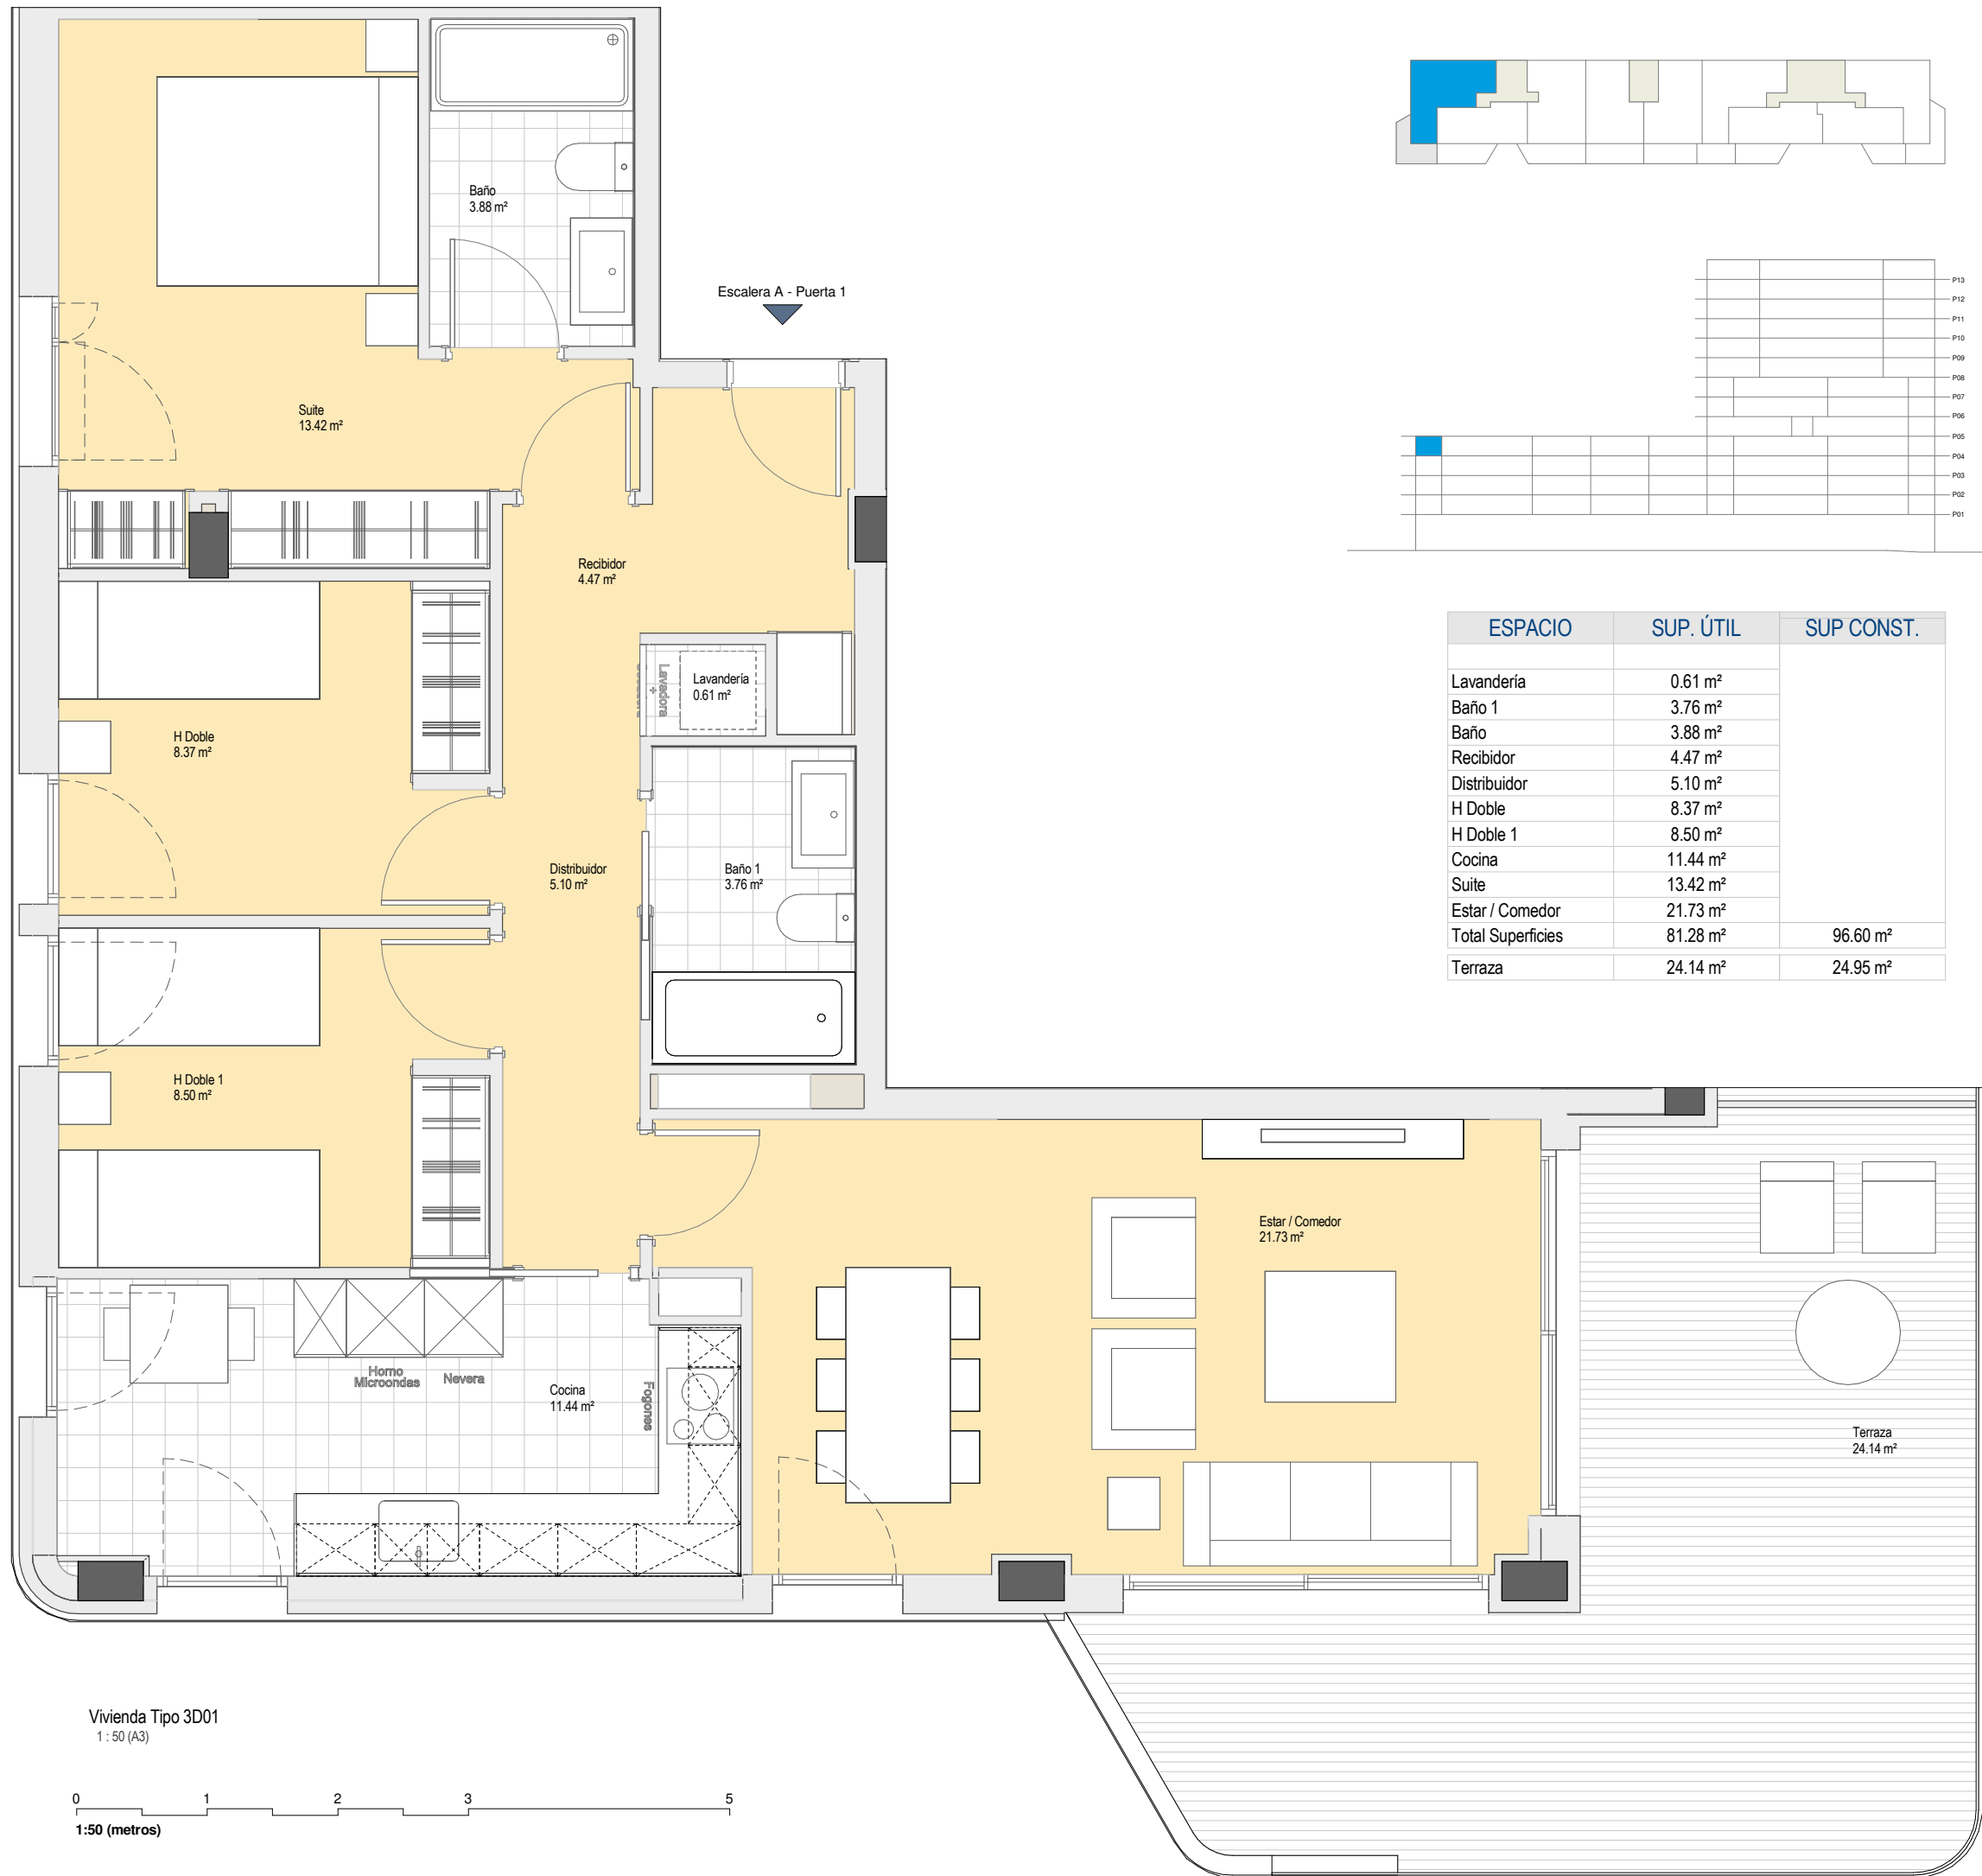 Baño
3.88 m²
Escalera A - Puerta 1
Suite
13.42 m²
Recibidor
4.47 m²
Lavadora
+
Lavandería
0.61 m²
H Doble
8.37 m²
Distribuidor
5.10 m²
Baño 1
3.76 m²
H Doble 1
8.50 m²
Estar / Comedor
21.73 m²
Horno
Microondas
Nevera
Cocina
11.44 m²
Fogones
Terraza
24.14 m²
P13
P12
P11
P10
P09
P08
P07
P06
P05
P04
P03
P02
P01
ESPACIO SUP. ÚTIL SUP CONST.
Lavandería 0.61 m²
Baño 1 3.76 m²
Baño 3.88 m²
Recibidor 4.47 m²
Distribuidor 5.10 m²
H Doble 8.37 m²
H Doble 1 8.50 m²
Cocina 11.44 m²
Suite 13.42 m²
Estar / Comedor 21.73 m²
Total Superficies 81.28 m² 96.60 m²
Terraza 24.14 m² 24.95 m²
Vivienda Tipo 3D01
1 : 50 (A3)
0 1 2 3 5
1:50 (metros)